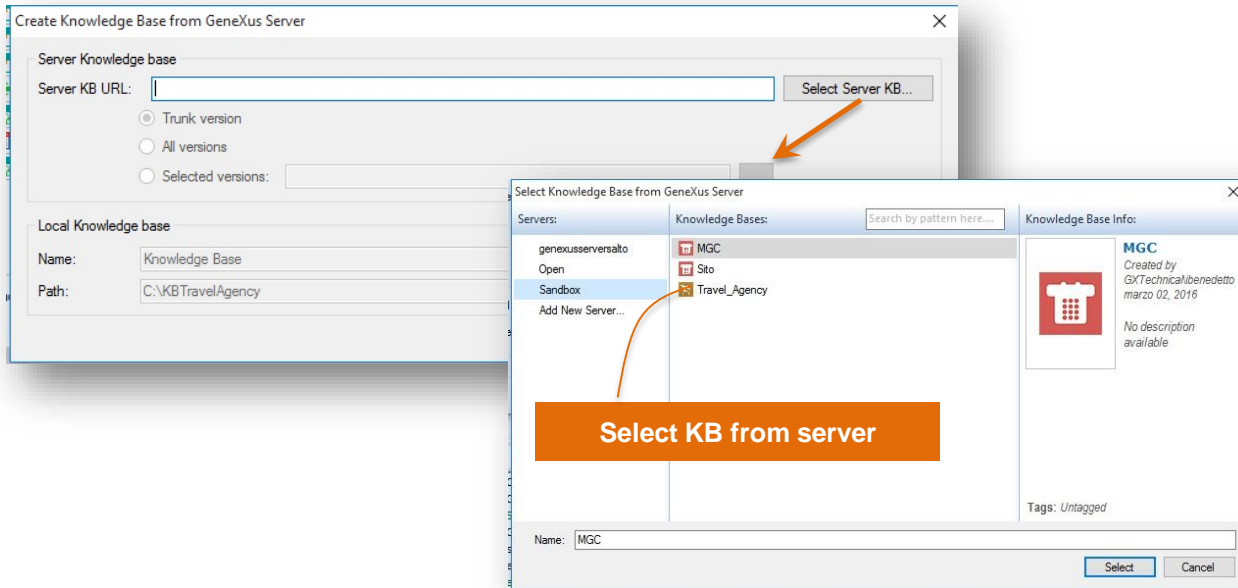 Create Knowledge Base from GeneXus Server
Server Knowledge base
Server KB URL:
Select Server KB...
Trunk version
All versions
Selected versions:
Local Knowledge base
Name: Knowledge Base
Path: C:\KBTravelAgency
Select Knowledge Base from GeneXus Server
Servers:
genexusserversalto
Open
Sandbox
Add New Server...
Knowledge Bases:
Search by pattern here....
MGC
Sito
Travel_Agency
Knowledge Base Info:
MGC
Created by
GXTechnical\ibenedetto
marzo 02, 2016
No description
available
Tags: Untagged
Select KB from server
Name: MGC
Select
Cancel